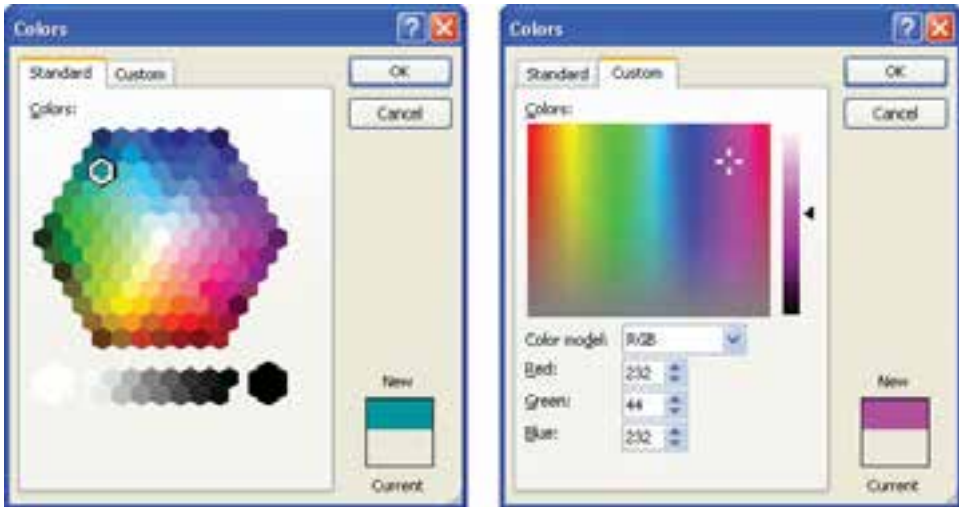 Colors
Standard Custom
OK
Cancel
Colors:
New
Current
Colors
Standard Custom
OK
Cancel
Colors:
Color model: RGB
Red: 232
Green: 44
Blue: 232
New
Current